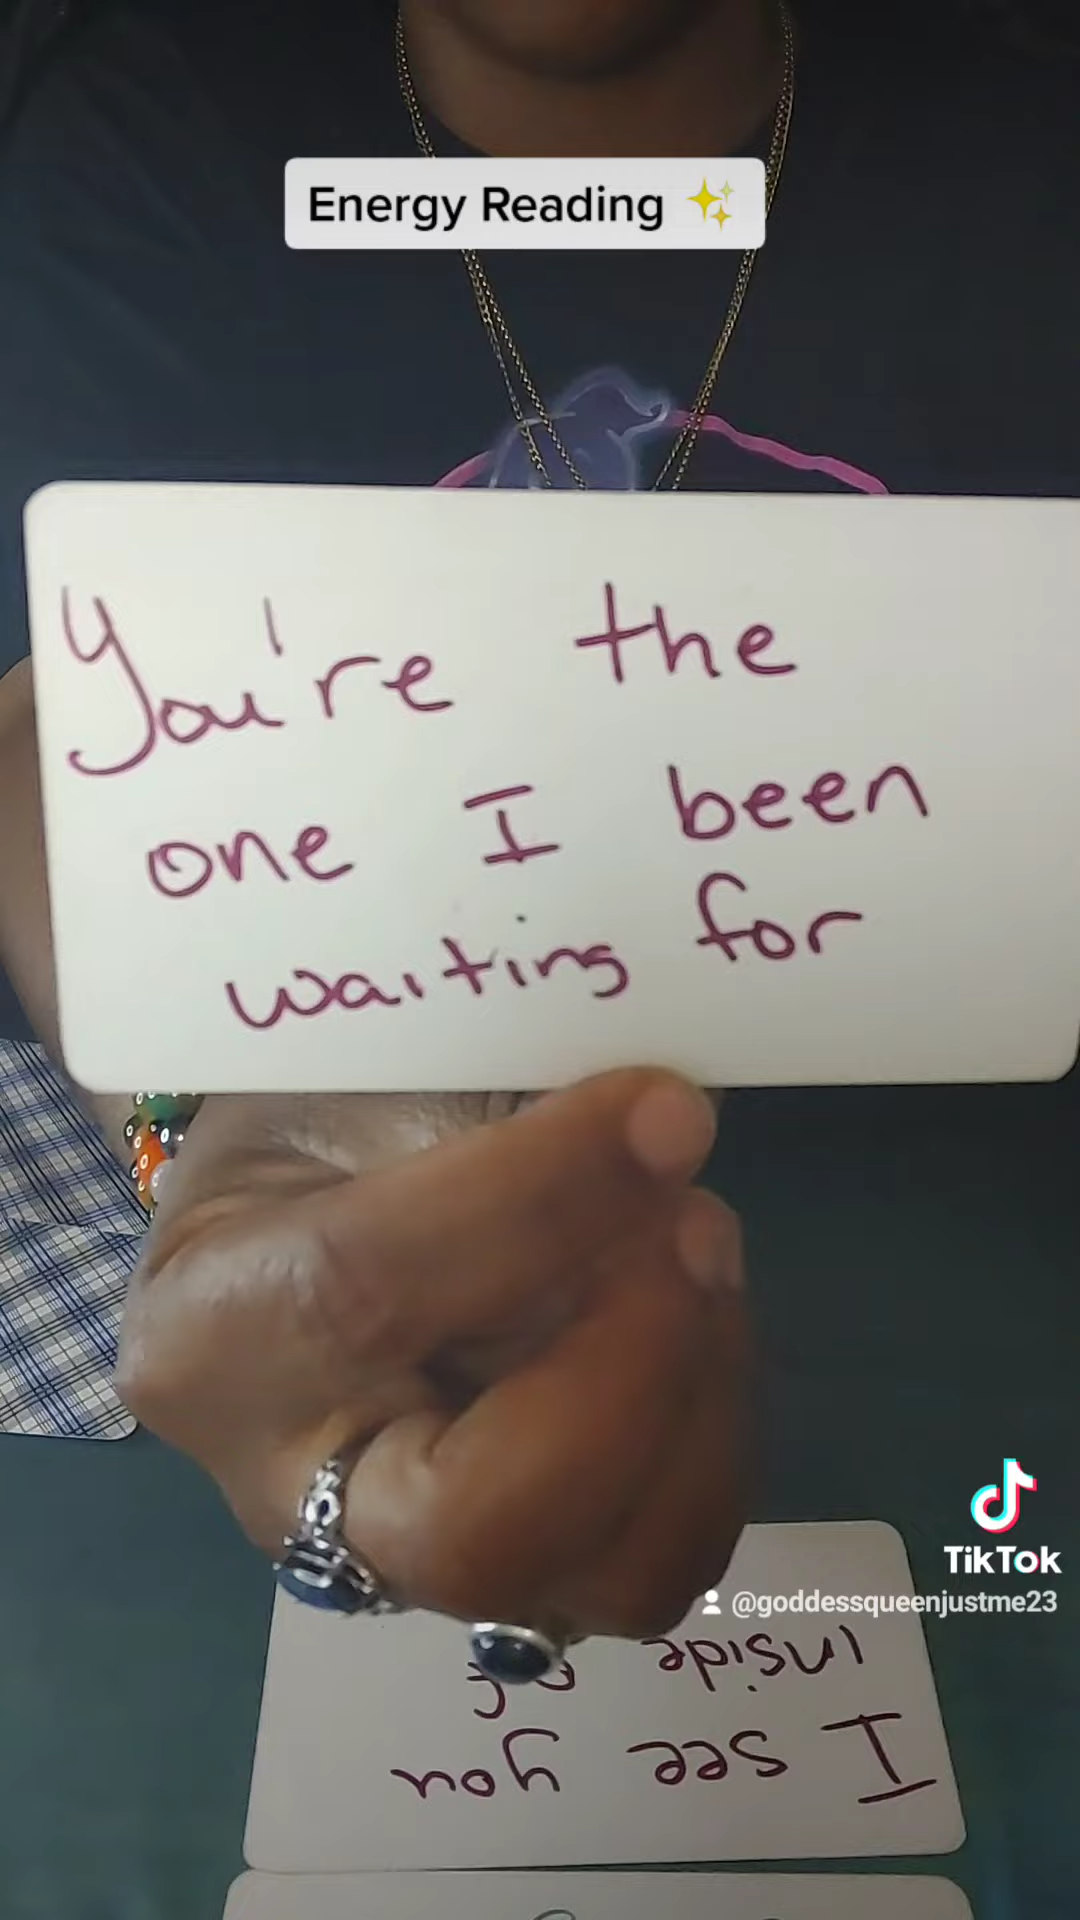 Energy Reading ✨
You're the
one I been
waiting for
TikTok
@goddessqueenjustme23
I see you
inside of